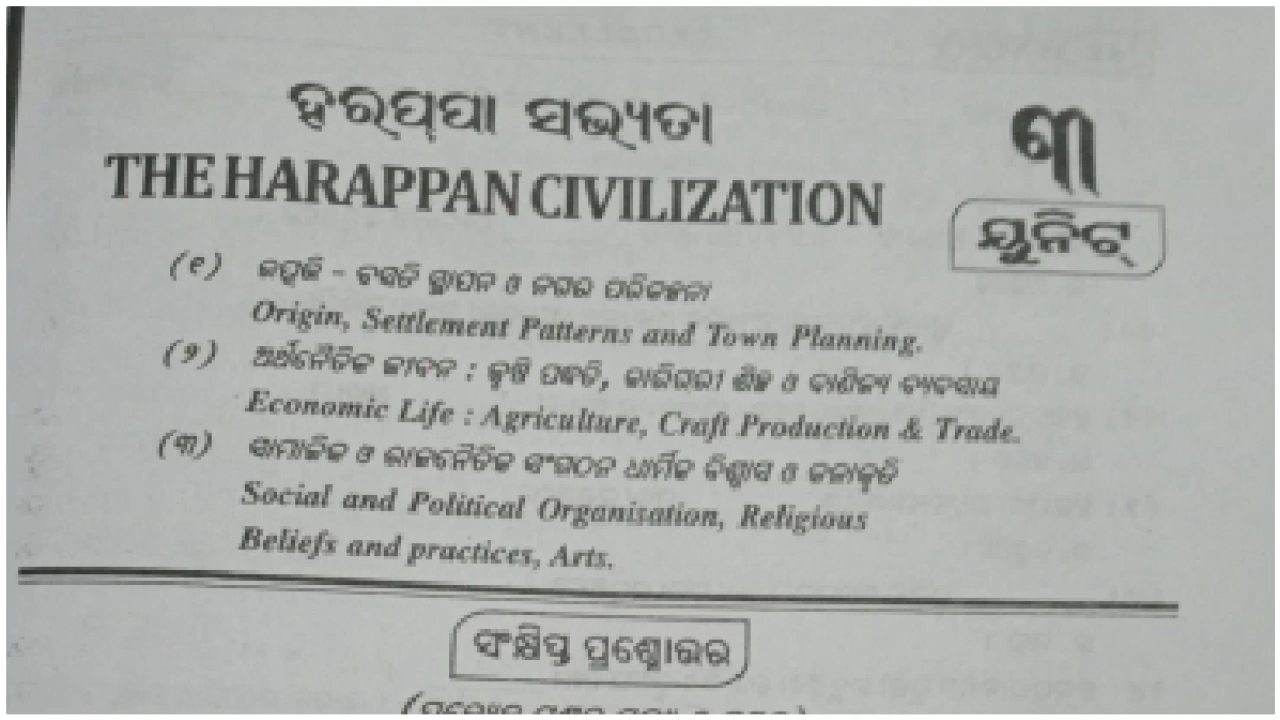 ହରପ୍‌ପା ସଭ୍ୟତା
THE HARAPPAN CIVILIZATION
୩
ୟୁନିଟ୍
(୧) ଉତ୍ପତ୍ତି - ବସତି ସ୍ଥାପନ ଓ ନଗର ପରିକଳ୍ପନା
Origin, Settlement Patterns and Town Planning.
(୨) ଅର୍ଥନୈତିକ ଜୀବନ : କୃଷି ପଦ୍ଧତି, କାରିଗରୀ ଶିଳ୍ପ ଓ ବାଣିଜ୍ୟ ବ୍ୟବସାୟ
Economic Life : Agriculture, Craft Production & Trade.
(୩) ସାମାଜିକ ଓ ରାଜନୈତିକ ସଂଗଠନ ଧାର୍ମିକ ବିଶ୍ୱାସ ଓ କଳାକୃତି
Social and Political Organisation, Religious
Beliefs and practices, Arts.
ସଂକ୍ଷିପ୍ତ ପ୍ରଶ୍ନୋତ୍ତର